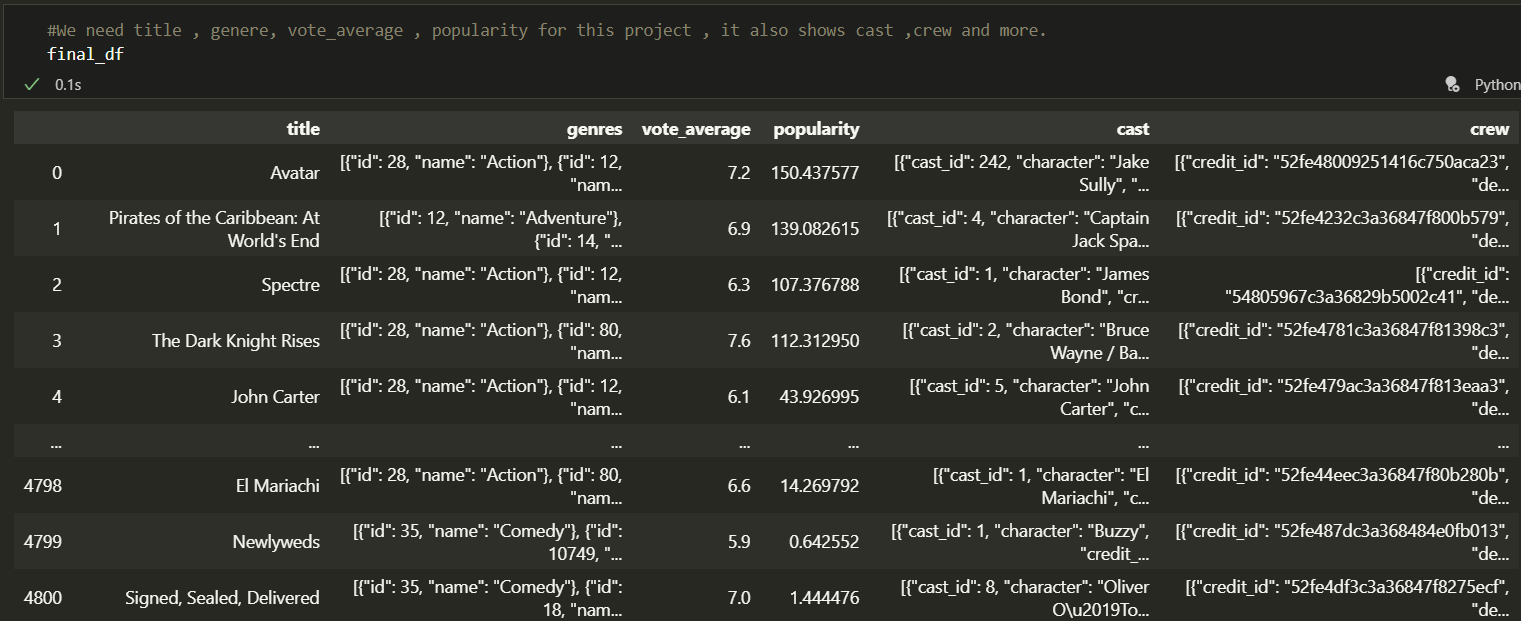 #We need title , genere, vote_average , popularity for this project , it also shows cast ,crew and more.
final_df
0.1s
Python
title genres vote_average popularity cast crew
0 Avatar [{"id": 28, "name": "Action"}, {"id": 12, "nam... 7.2 150.437577 [{"cast_id": 242, "character": "Jake Sully", "... [{"credit_id": "52fe48009251416c750aca23", "de...
1 Pirates of the Caribbean: At World's End [{"id": 12, "name": "Adventure"}, {"id": 14, "... 6.9 139.082615 [{"cast_id": 4, "character": "Captain Jack Spa... [{"credit_id": "52fe4232c3a36847f800b579", "de...
2 Spectre [{"id": 28, "name": "Action"}, {"id": 12, "nam... 6.3 107.376788 [{"cast_id": 1, "character": "James Bond", "cr... [{"credit_id": "54805967c3a36829b5002c41", "de...
3 The Dark Knight Rises [{"id": 28, "name": "Action"}, {"id": 80, "nam... 7.6 112.312950 [{"cast_id": 2, "character": "Bruce Wayne / Ba... [{"credit_id": "52fe4781c3a36847f81398c3", "de...
4 John Carter [{"id": 28, "name": "Action"}, {"id": 12, "nam... 6.1 43.926995 [{"cast_id": 5, "character": "John Carter", "c... [{"credit_id": "52fe479ac3a36847f813eaa3", "de...
... ... ... ... ... ... ...
4798 El Mariachi [{"id": 28, "name": "Action"}, {"id": 80, "nam... 6.6 14.269792 [{"cast_id": 1, "character": "El Mariachi", "c... [{"credit_id": "52fe44eec3a36847f80b280b", "de...
4799 Newlyweds [{"id": 35, "name": "Comedy"}, {"id": 10749, "... 5.9 0.642552 [{"cast_id": 1, "character": "Buzzy", "credit_... [{"credit_id": "52fe487dc3a368484e0fb013", "de...
4800 Signed, Sealed, Delivered [{"id": 35, "name": "Comedy"}, {"id": 18, "nam... 7.0 1.444476 [{"cast_id": 8, "character": "Oliver O\u2019To... [{"credit_id": "52fe4df3c3a36847f8275ecf", "de...